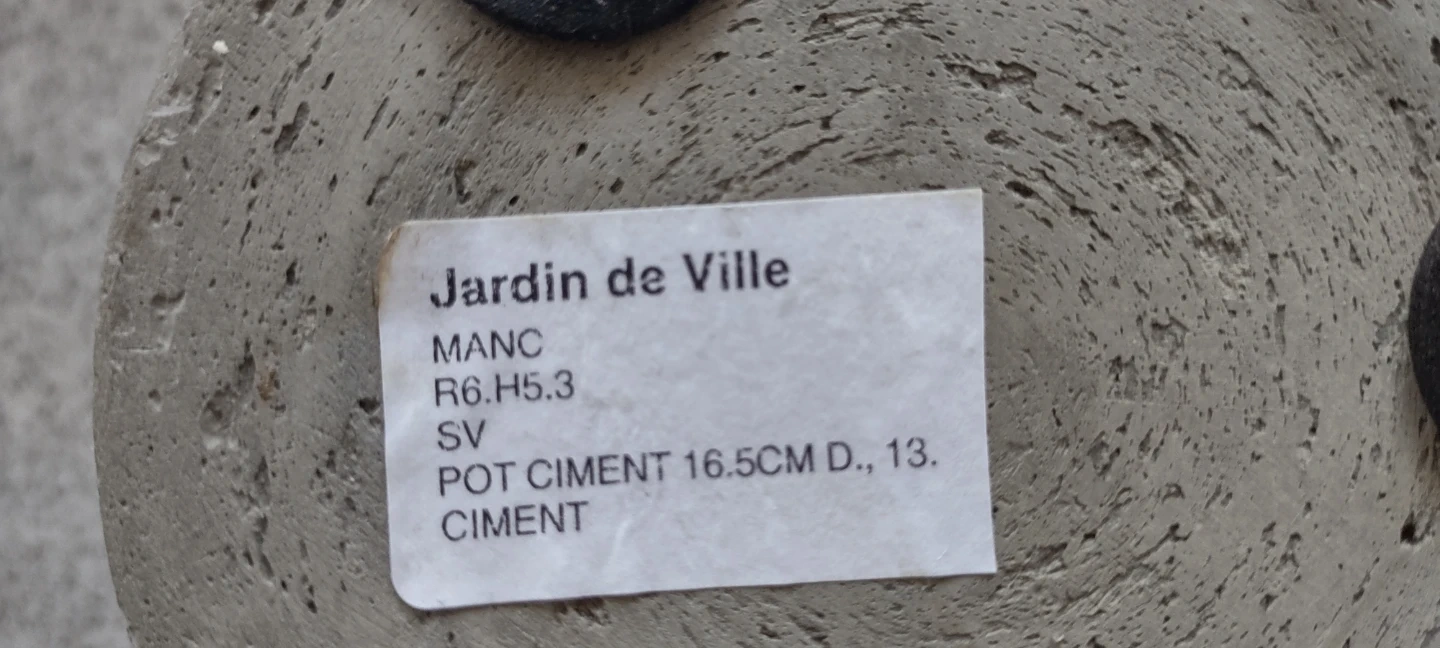 Jardin de Ville
MANC
R6.H5.3
SV
POT CIMENT 16.5CM D., 13.
CIMENT